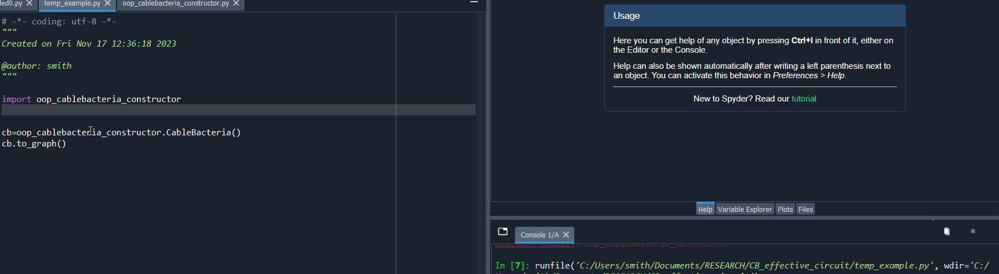 led0.py
temp_example.py
oop_cablebacteria_constructor.py
# -*- coding: utf-8 -*-
"""
Created on Fri Nov 17 12:36:18 2023
@author: smith
"""
import oop_cablebacteria_constructor
cb=oop_cablebacteria_constructor.CableBacteria()
cb.to_graph()
Usage
Here you can get help of any object by pressing Ctrl+I in front of it, either on
the Editor or the Console.
Help can also be shown automatically after writing a left parenthesis next to
an object. You can activate this behavior in Preferences > Help.
New to Spyder? Read our tutorial
Help Variable Explorer Plots Files
Console 1/A
In [7]: runfile('C:/Users/smith/Documents/RESEARCH/CB_effective_circuit/temp_example.py', wdir='C:/